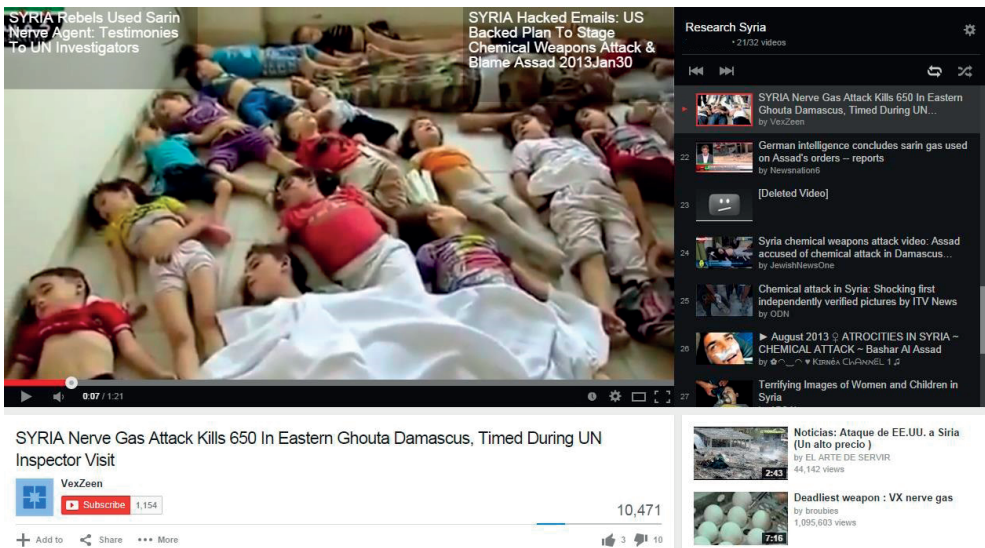 SYRIA Rebels Used Sarin
Nerve Agent: Testimonies
To UN Investigators
SYRIA Hacked Emails: US
Backed Plan To Stage
Chemical Weapons Attack &
Blame Assad 2013Jan30
0:07 / 1:21
SYRIA Nerve Gas Attack Kills 650 In Eastern Ghouta Damascus, Timed During UN
Inspector Visit
VexZeen
Subscribe 1,154
10,471
Add to Share More
3 10
Research Syria
• 21/32 videos
SYRIA Nerve Gas Attack Kills 650 In Eastern
Ghouta Damascus, Timed During UN...
by VexZeen
22
German intelligence concludes sarin gas used
on Assad's orders -- reports
by Newsnation6
23
[Deleted Video]
24
Syria chemical weapons attack video: Assad
accused of chemical attack in Damascus...
by JewishNewsOne
25
Chemical attack in Syria: Shocking first
independently verified pictures by ITV News
by ODN
26
► August 2013 ♀ ATROCITIES IN SYRIA ~
CHEMICAL ATTACK ~ Bashar Al Assad
by
27
Terrifying Images of Women and Children in
Syria
Noticias: Ataque de EE.UU. a Siria
(Un alto precio )
by EL ARTE DE SERVIR
44,142 views
2:43
Deadliest weapon : VX nerve gas
by broubies
1,095,603 views
7:16